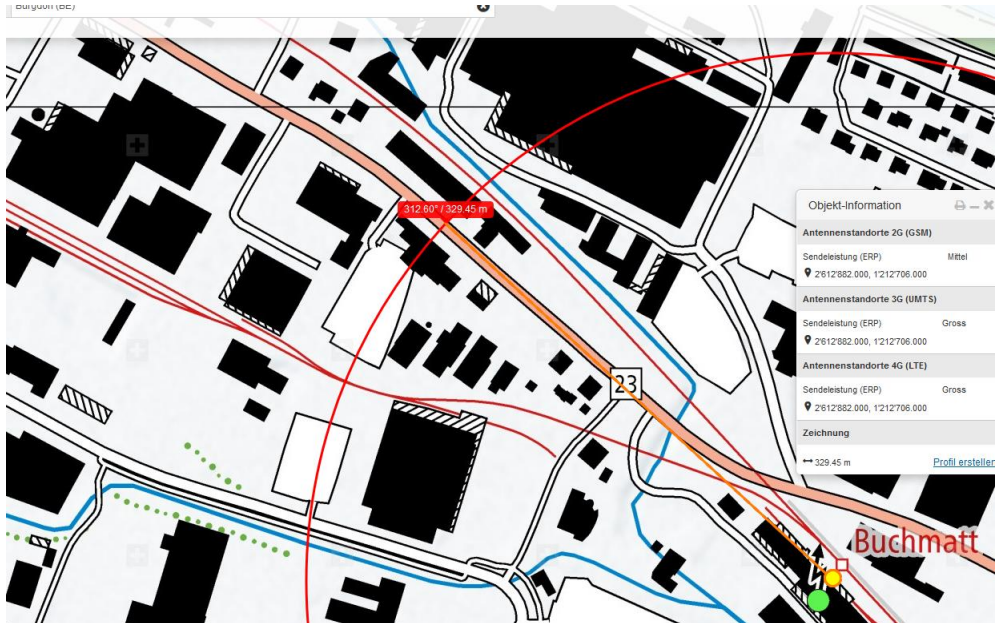 Burgdorf (BE)
312.60° / 329.45 m
23
Buchmatt
Objekt-Information
Antennenstandorte 2G (GSM)
Sendeleistung (ERP) Mittel
2'612'882.000, 1'212'706.000
Antennenstandorte 3G (UMTS)
Sendeleistung (ERP) Gross
2'612'882.000, 1'212'706.000
Antennenstandorte 4G (LTE)
Sendeleistung (ERP) Gross
2'612'882.000, 1'212'706.000
Zeichnung
329.45 m Profil erstellen